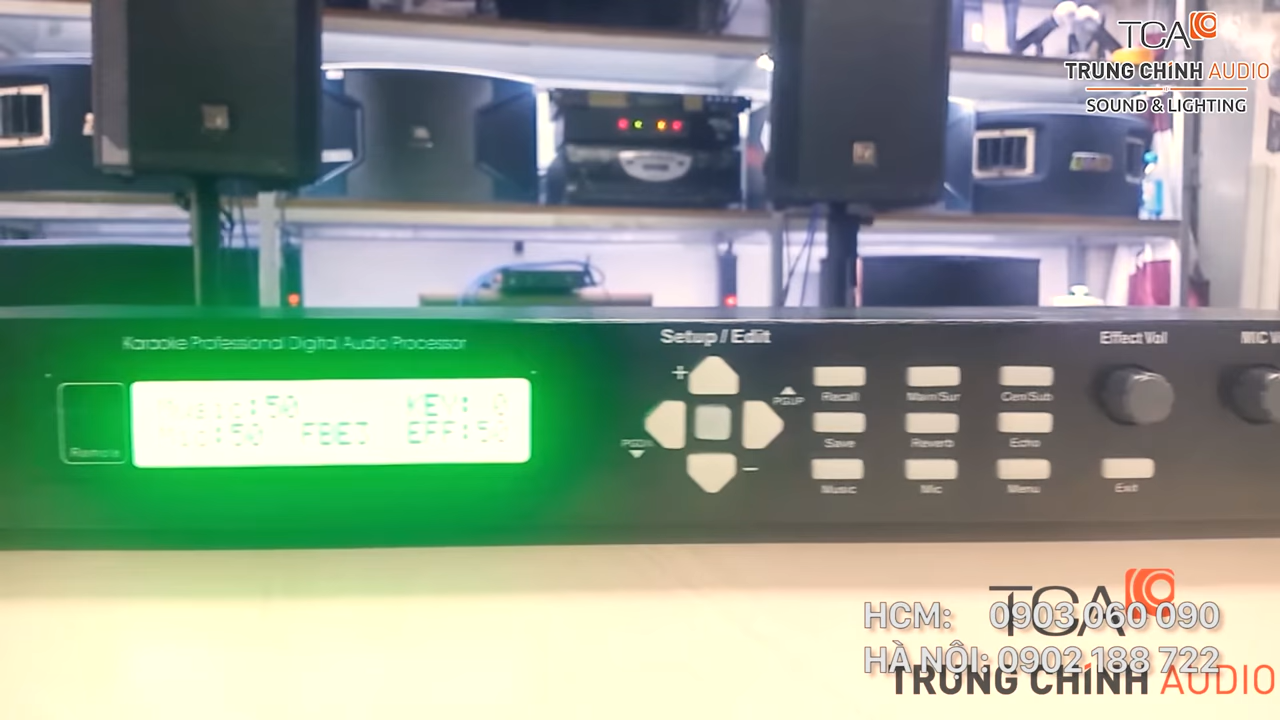 TCA
TRUNG CHÍNH AUDIO
SOUND & LIGHTING
Karaoke Professional Digital Audio Processor
Setup / Edit
Effect Vol
MIC
+
PGUP
Recall
Main/Sur
Cen/Sub
Save
Reverb
Echo
PGDN
−
Music
Mic
Menu
Exit
Remote
TCA
HCM: 0903 060 090
HÀ NỘI: 0902 188 722
TRUNG CHÍNH AUDIO